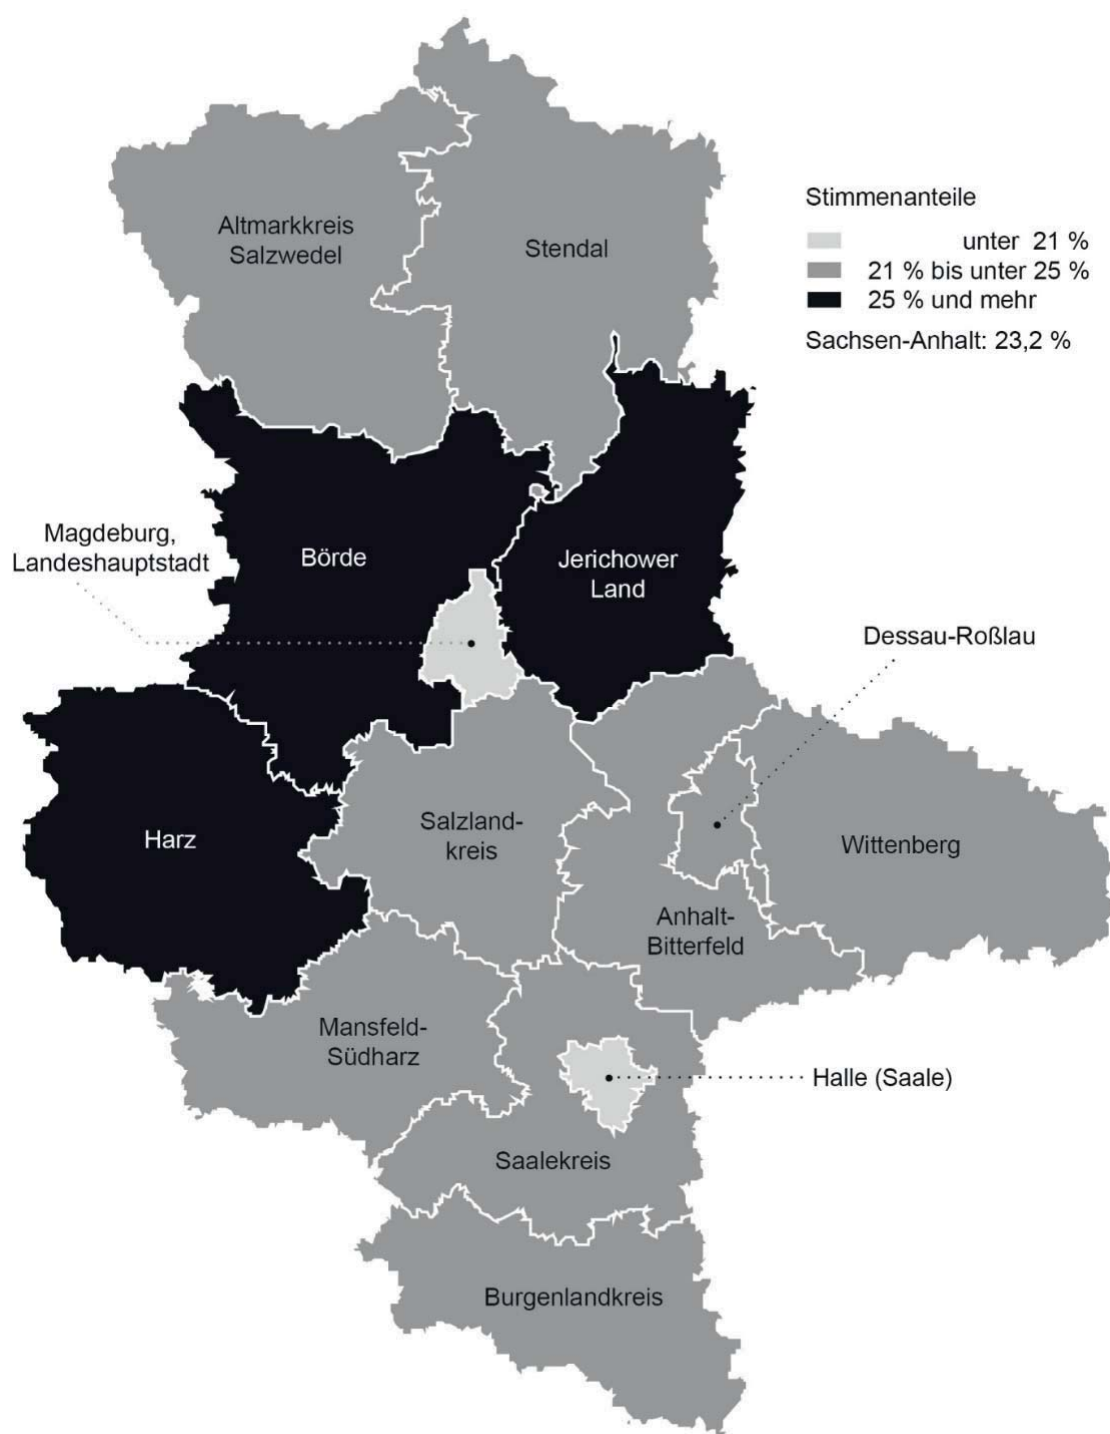 Stimmenanteile
unter 21 %
21 % bis unter 25 %
25 % und mehr
Sachsen-Anhalt: 23,2 %
Altmarkkreis
Salzwedel
Stendal
Magdeburg,
Landeshauptstadt
Börde
Jerichower
Land
Dessau-Roßlau
Harz
Salzland-
kreis
Wittenberg
Anhalt-
Bitterfeld
Mansfeld-
Südharz
Halle (Saale)
Saalekreis
Burgenlandkreis